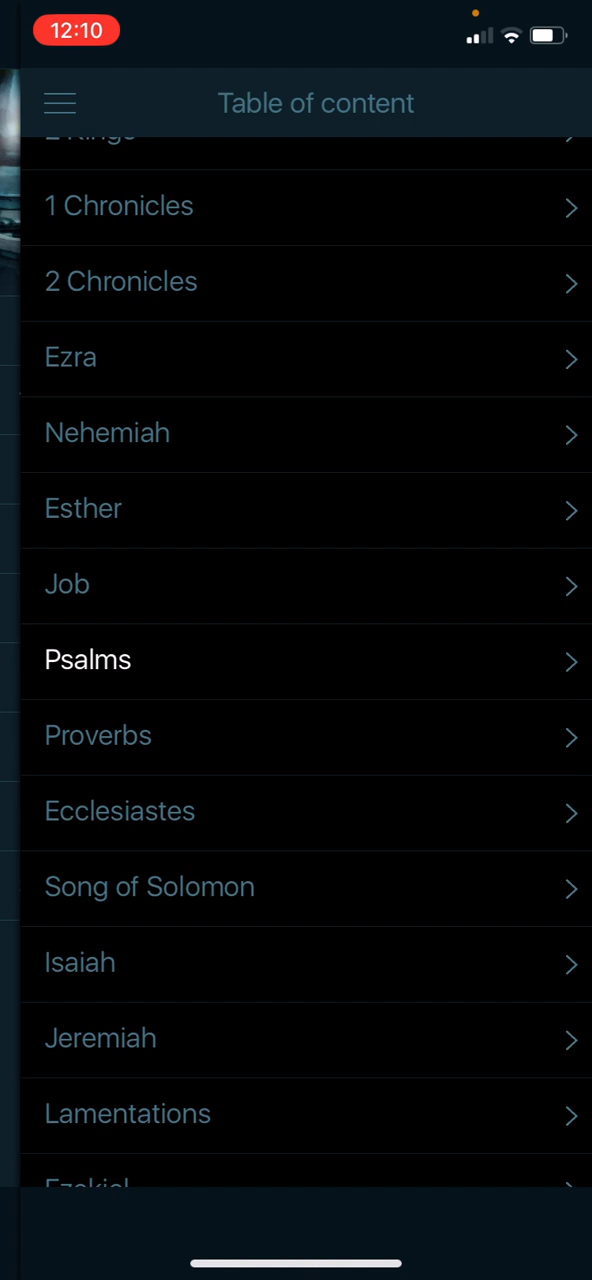 12:10
Table of content
1 Chronicles
2 Chronicles
Ezra
Nehemiah
Esther
Job
Psalms
Proverbs
Ecclesiastes
Song of Solomon
Isaiah
Jeremiah
Lamentations
Ezekiel